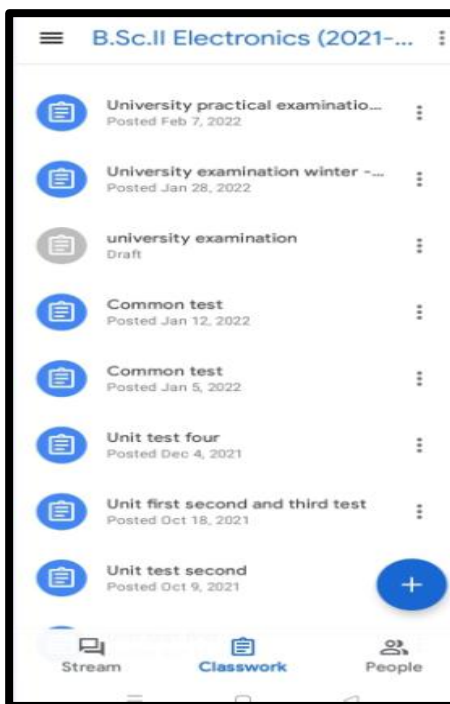 B.Sc.II Electronics (2021-...
University practical examinatio...
Posted Feb 7, 2022
University examination winter -...
Posted Jan 28, 2022
university examination
Draft
Common test
Posted Jan 12, 2022
Common test
Posted Jan 5, 2022
Unit test four
Posted Dec 4, 2021
Unit first second and third test
Posted Oct 18, 2021
Unit test second
Posted Oct 9, 2021
Stream
Classwork
People